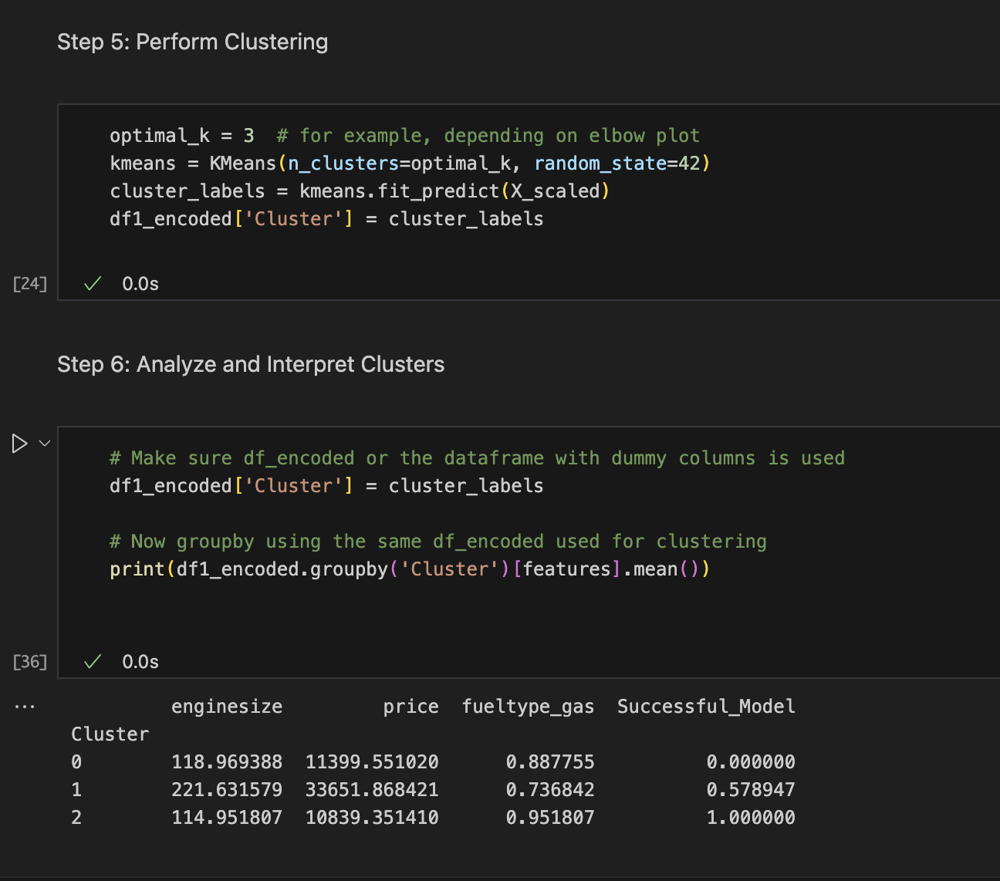 Step 5: Perform Clustering
optimal_k = 3  # for example, depending on elbow plot
kmeans = KMeans(n_clusters=optimal_k, random_state=42)
cluster_labels = kmeans.fit_predict(X_scaled)
df1_encoded['Cluster'] = cluster_labels
[24] ✓ 0.0s
Step 6: Analyze and Interpret Clusters
# Make sure df_encoded or the dataframe with dummy columns is used
df1_encoded['Cluster'] = cluster_labels
# Now groupby using the same df_encoded used for clustering
print(df1_encoded.groupby('Cluster')[features].mean())
[36] ✓ 0.0s
... enginesize price fueltype_gas Successful_Model
Cluster
0 118.969388 11399.551020 0.887755 0.000000
1 221.631579 33651.868421 0.736842 0.578947
2 114.951807 10839.351410 0.951807 1.000000